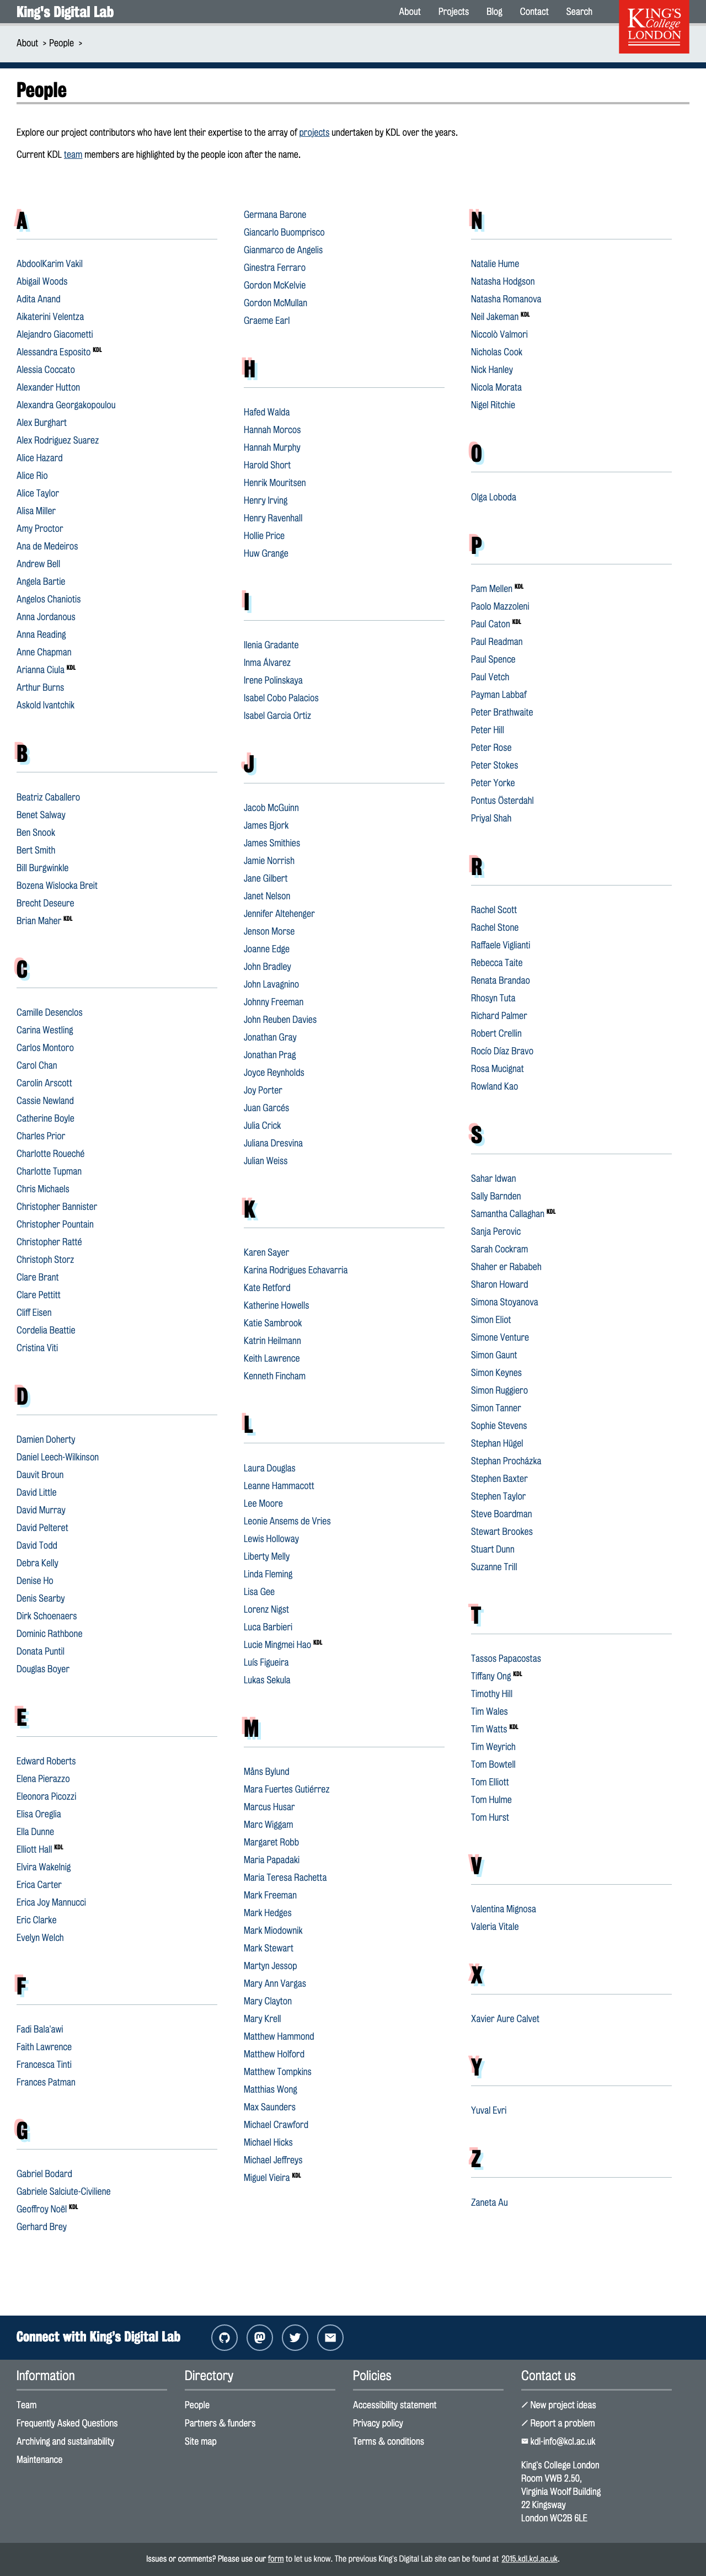 King's Digital Lab
About Projects Blog Contact Search
KING'S
College
LONDON
About > People >
People
Explore our project contributors who have lent their expertise to the array of projects undertaken by KDL over the years.
Current KDL team members are highlighted by the people icon after the name.
A
AbdoolKarim Vakil
Abigail Woods
Adita Anand
Aikaterini Velentza
Alejandro Giacometti
Alessandra Esposito KDL
Alessia Coccato
Alexander Hutton
Alexandra Georgakopoulou
Alex Burghart
Alex Rodriguez Suarez
Alice Hazard
Alice Rio
Alice Taylor
Alisa Miller
Amy Proctor
Ana de Medeiros
Andrew Bell
Angela Bartie
Angelos Chaniotis
Anna Jordanous
Anna Reading
Anne Chapman
Arianna Ciula KDL
Arthur Burns
Askold Ivantchik
B
Beatriz Caballero
Benet Salway
Ben Snook
Bert Smith
Bill Burgwinkle
Bozena Wislocka Breit
Brecht Deseure
Brian Maher KDL
C
Camille Desenclos
Carina Westling
Carlos Montoro
Carol Chan
Carolin Arscott
Cassie Newland
Catherine Boyle
Charles Prior
Charlotte Roueché
Charlotte Tupman
Chris Michaels
Christopher Bannister
Christopher Pountain
Christopher Ratté
Christoph Storz
Clare Brant
Clare Pettitt
Cliff Eisen
Cordelia Beattie
Cristina Viti
D
Damien Doherty
Daniel Leech-Wilkinson
Dauvit Broun
David Little
David Murray
David Pelteret
David Todd
Debra Kelly
Denise Ho
Denis Searby
Dirk Schoenaers
Dominic Rathbone
Donata Puntil
Douglas Boyer
E
Edward Roberts
Elena Pierazzo
Eleonora Picozzi
Elisa Oreglia
Ella Dunne
Elliott Hall KDL
Elvira Wakelnig
Erica Carter
Erica Joy Mannucci
Eric Clarke
Evelyn Welch
F
Fadi Bala'awi
Faith Lawrence
Francesca Tinti
Frances Patman
G
Gabriel Bodard
Gabriele Salciute-Civiliene
Geoffroy Noël KDL
Gerhard Brey
Germana Barone
Giancarlo Buomprisco
Gianmarco de Angelis
Ginestra Ferraro
Gordon McKelvie
Gordon McMullan
Graeme Earl
H
Hafed Walda
Hannah Morcos
Hannah Murphy
Harold Short
Henrik Mouritsen
Henry Irving
Henry Ravenhall
Hollie Price
Huw Grange
I
Ilenia Gradante
Inma Álvarez
Irene Polinskaya
Isabel Cobo Palacios
Isabel Garcia Ortiz
J
Jacob McGuinn
James Bjork
James Smithies
Jamie Norrish
Jane Gilbert
Janet Nelson
Jennifer Altehenger
Jenson Morse
Joanne Edge
John Bradley
John Lavagnino
Johnny Freeman
John Reuben Davies
Jonathan Gray
Jonathan Prag
Joyce Reynholds
Joy Porter
Juan Garcés
Julia Crick
Juliana Dresvina
Julian Weiss
K
Karen Sayer
Karina Rodrigues Echavarria
Kate Retford
Katherine Howells
Katie Sambrook
Katrin Heilmann
Keith Lawrence
Kenneth Fincham
L
Laura Douglas
Leanne Hammacott
Lee Moore
Leonie Ansems de Vries
Lewis Holloway
Liberty Melly
Linda Fleming
Lisa Gee
Lorenz Nigst
Luca Barbieri
Lucie Mingmei Hao KDL
Luís Figueira
Lukas Sekula
M
Måns Bylund
Mara Fuertes Gutiérrez
Marcus Husar
Marc Wiggam
Margaret Robb
Maria Papadaki
Maria Teresa Rachetta
Mark Freeman
Mark Hedges
Mark Miodownik
Mark Stewart
Martyn Jessop
Mary Ann Vargas
Mary Clayton
Mary Krell
Matthew Hammond
Matthew Holford
Matthew Tompkins
Matthias Wong
Max Saunders
Michael Crawford
Michael Hicks
Michael Jeffreys
Miguel Vieira KDL
N
Natalie Hume
Natasha Hodgson
Natasha Romanova
Neil Jakeman KDL
Niccolò Valmori
Nicholas Cook
Nick Hanley
Nicola Morata
Nigel Ritchie
O
Olga Loboda
P
Pam Mellen KDL
Paolo Mazzoleni
Paul Caton KDL
Paul Readman
Paul Spence
Paul Vetch
Payman Labbaf
Peter Brathwaite
Peter Hill
Peter Rose
Peter Stokes
Peter Yorke
Pontus Österdahl
Priyal Shah
R
Rachel Scott
Rachel Stone
Raffaele Viglianti
Rebecca Taite
Renata Brandao
Rhosyn Tuta
Richard Palmer
Robert Crellin
Rocío Díaz Bravo
Rosa Mucignat
Rowland Kao
S
Sahar Idwan
Sally Barnden
Samantha Callaghan KDL
Sanja Perovic
Sarah Cockram
Shaher er Rababeh
Sharon Howard
Simona Stoyanova
Simon Eliot
Simone Venture
Simon Gaunt
Simon Keynes
Simon Ruggiero
Simon Tanner
Sophie Stevens
Stephan Hügel
Stephan Procházka
Stephen Baxter
Stephen Taylor
Steve Boardman
Stewart Brookes
Stuart Dunn
Suzanne Trill
T
Tassos Papacostas
Tiffany Ong KDL
Timothy Hill
Tim Wales
Tim Watts KDL
Tim Weyrich
Tom Bowtell
Tom Elliott
Tom Hulme
Tom Hurst
V
Valentina Mignosa
Valeria Vitale
X
Xavier Aure Calvet
Y
Yuval Evri
Z
Zaneta Au
Connect with King's Digital Lab
Information
Team
Frequently Asked Questions
Archiving and sustainability
Maintenance
Directory
People
Partners & funders
Site map
Policies
Accessibility statement
Privacy policy
Terms & conditions
Contact us
New project ideas
Report a problem
kdl-info@kcl.ac.uk
King's College London
Room VWB 2.50,
Virginia Woolf Building
22 Kingsway
London WC2B 6LE
Issues or comments? Please use our form to let us know. The previous King's Digital Lab site can be found at 2015.kdl.kcl.ac.uk.